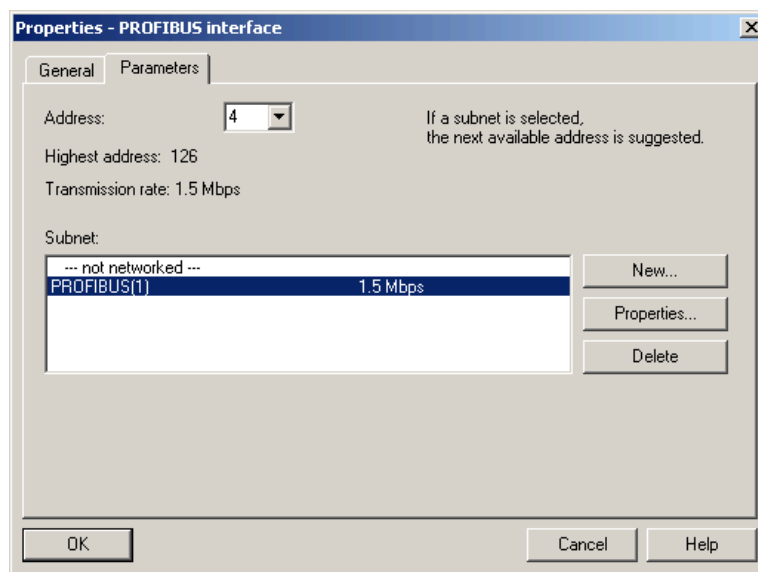 Properties - PROFIBUS interface
General
Parameters
Address:
4
If a subnet is selected,
the next available address is suggested.
Highest address: 126
Transmission rate: 1.5 Mbps
Subnet:
--- not networked ---
PROFIBUS(1) 1.5 Mbps
New...
Properties...
Delete
OK
Cancel
Help